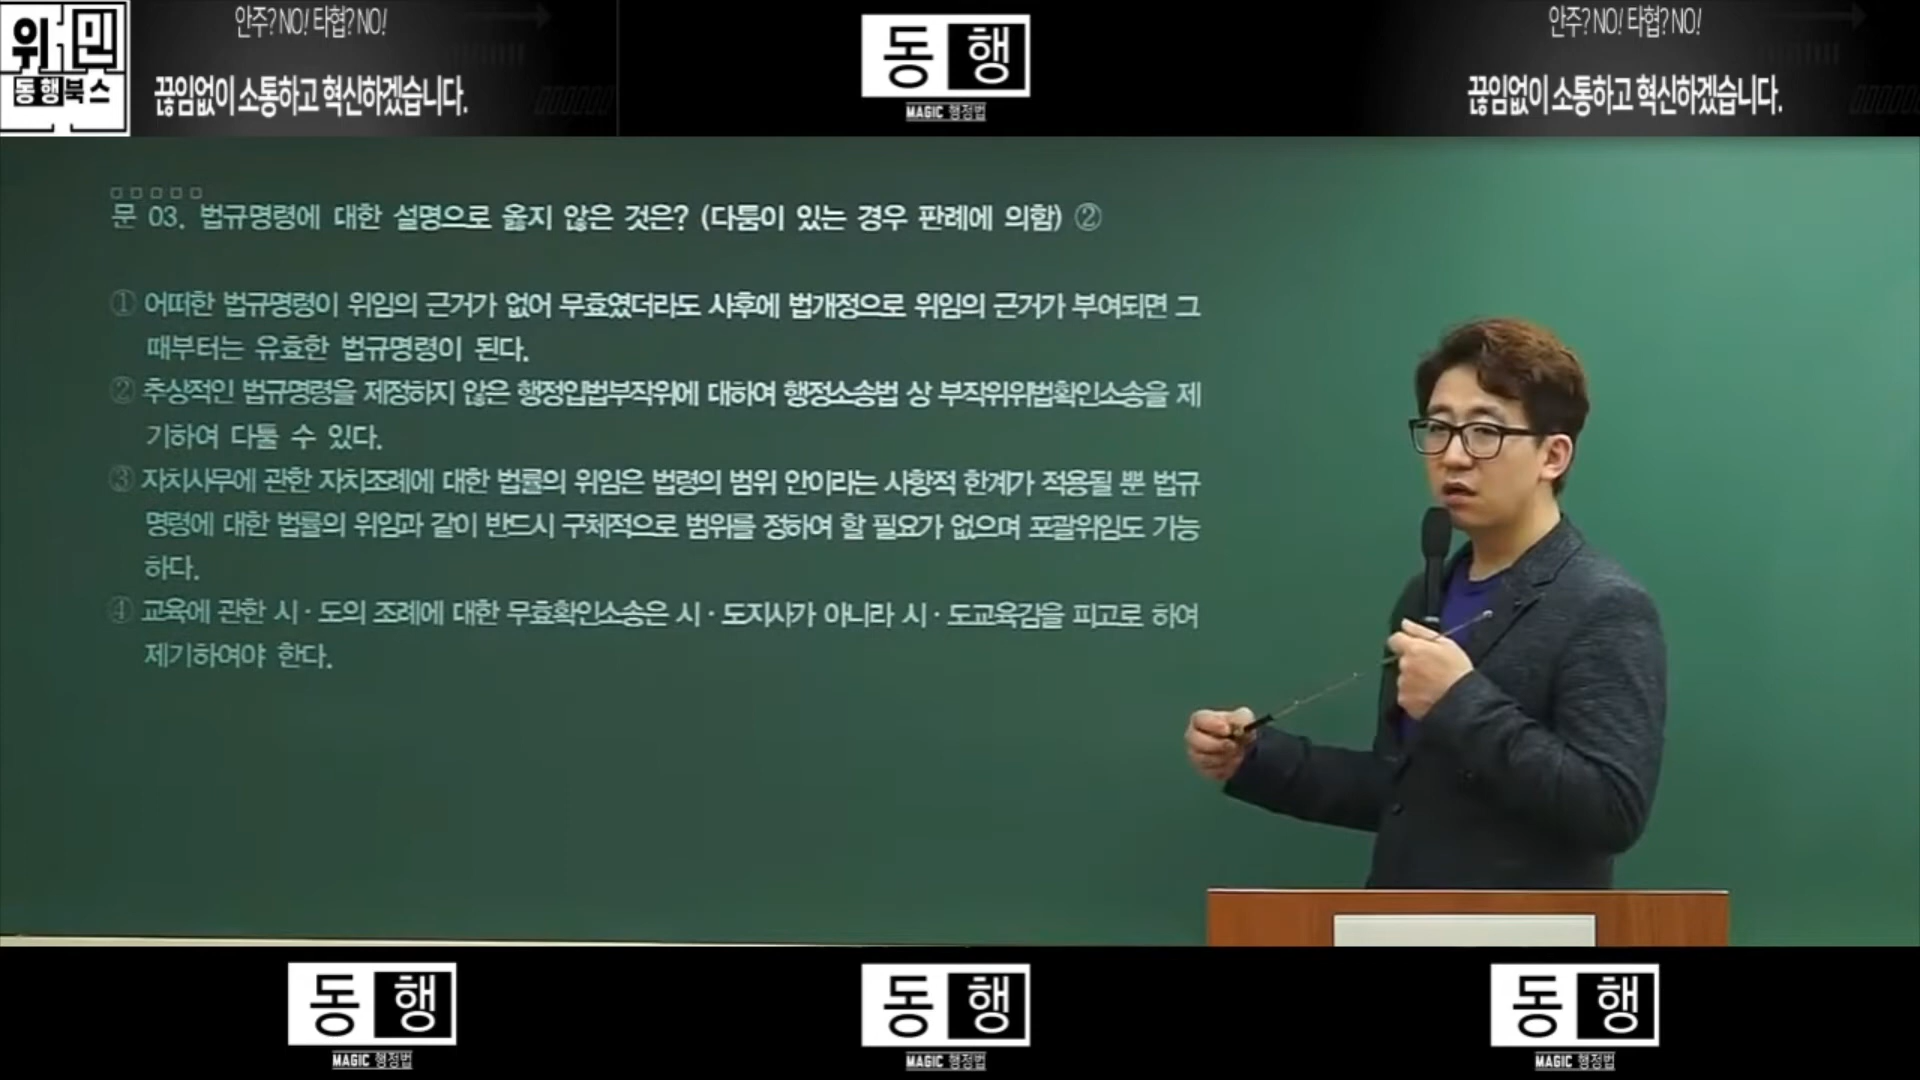 위민
동행북스
안주? NO! 타협? NO!
끊임없이 소통하고 혁신하겠습니다.
동행
MAGIC 행정법
안주? NO! 타협? NO!
끊임없이 소통하고 혁신하겠습니다.
문 03. 법규명령에 대한 설명으로 옳지 않은 것은? (다툼이 있는 경우 판례에 의함) ②
① 어떠한 법규명령이 위임의 근거가 없어 무효였더라도 사후에 법개정으로 위임의 근거가 부여되면 그
때부터는 유효한 법규명령이 된다.
② 추상적인 법규명령을 제정하지 않은 행정입법부작위에 대하여 행정소송법 상 부작위위법확인소송을 제
기하여 다툴 수 있다.
③ 자치사무에 관한 자치조례에 대한 법률의 위임은 법령의 범위 안이라는 사항적 한계가 적용될 뿐 법규
명령에 대한 법률의 위임과 같이 반드시 구체적으로 범위를 정하여 할 필요가 없으며 포괄위임도 가능
하다.
④ 교육에 관한 시·도의 조례에 대한 무효확인소송은 시·도지사가 아니라 시·도교육감을 피고로 하여
제기하여야 한다.
동행
MAGIC 행정법
동행
MAGIC 행정법
동행
MAGIC 행정법